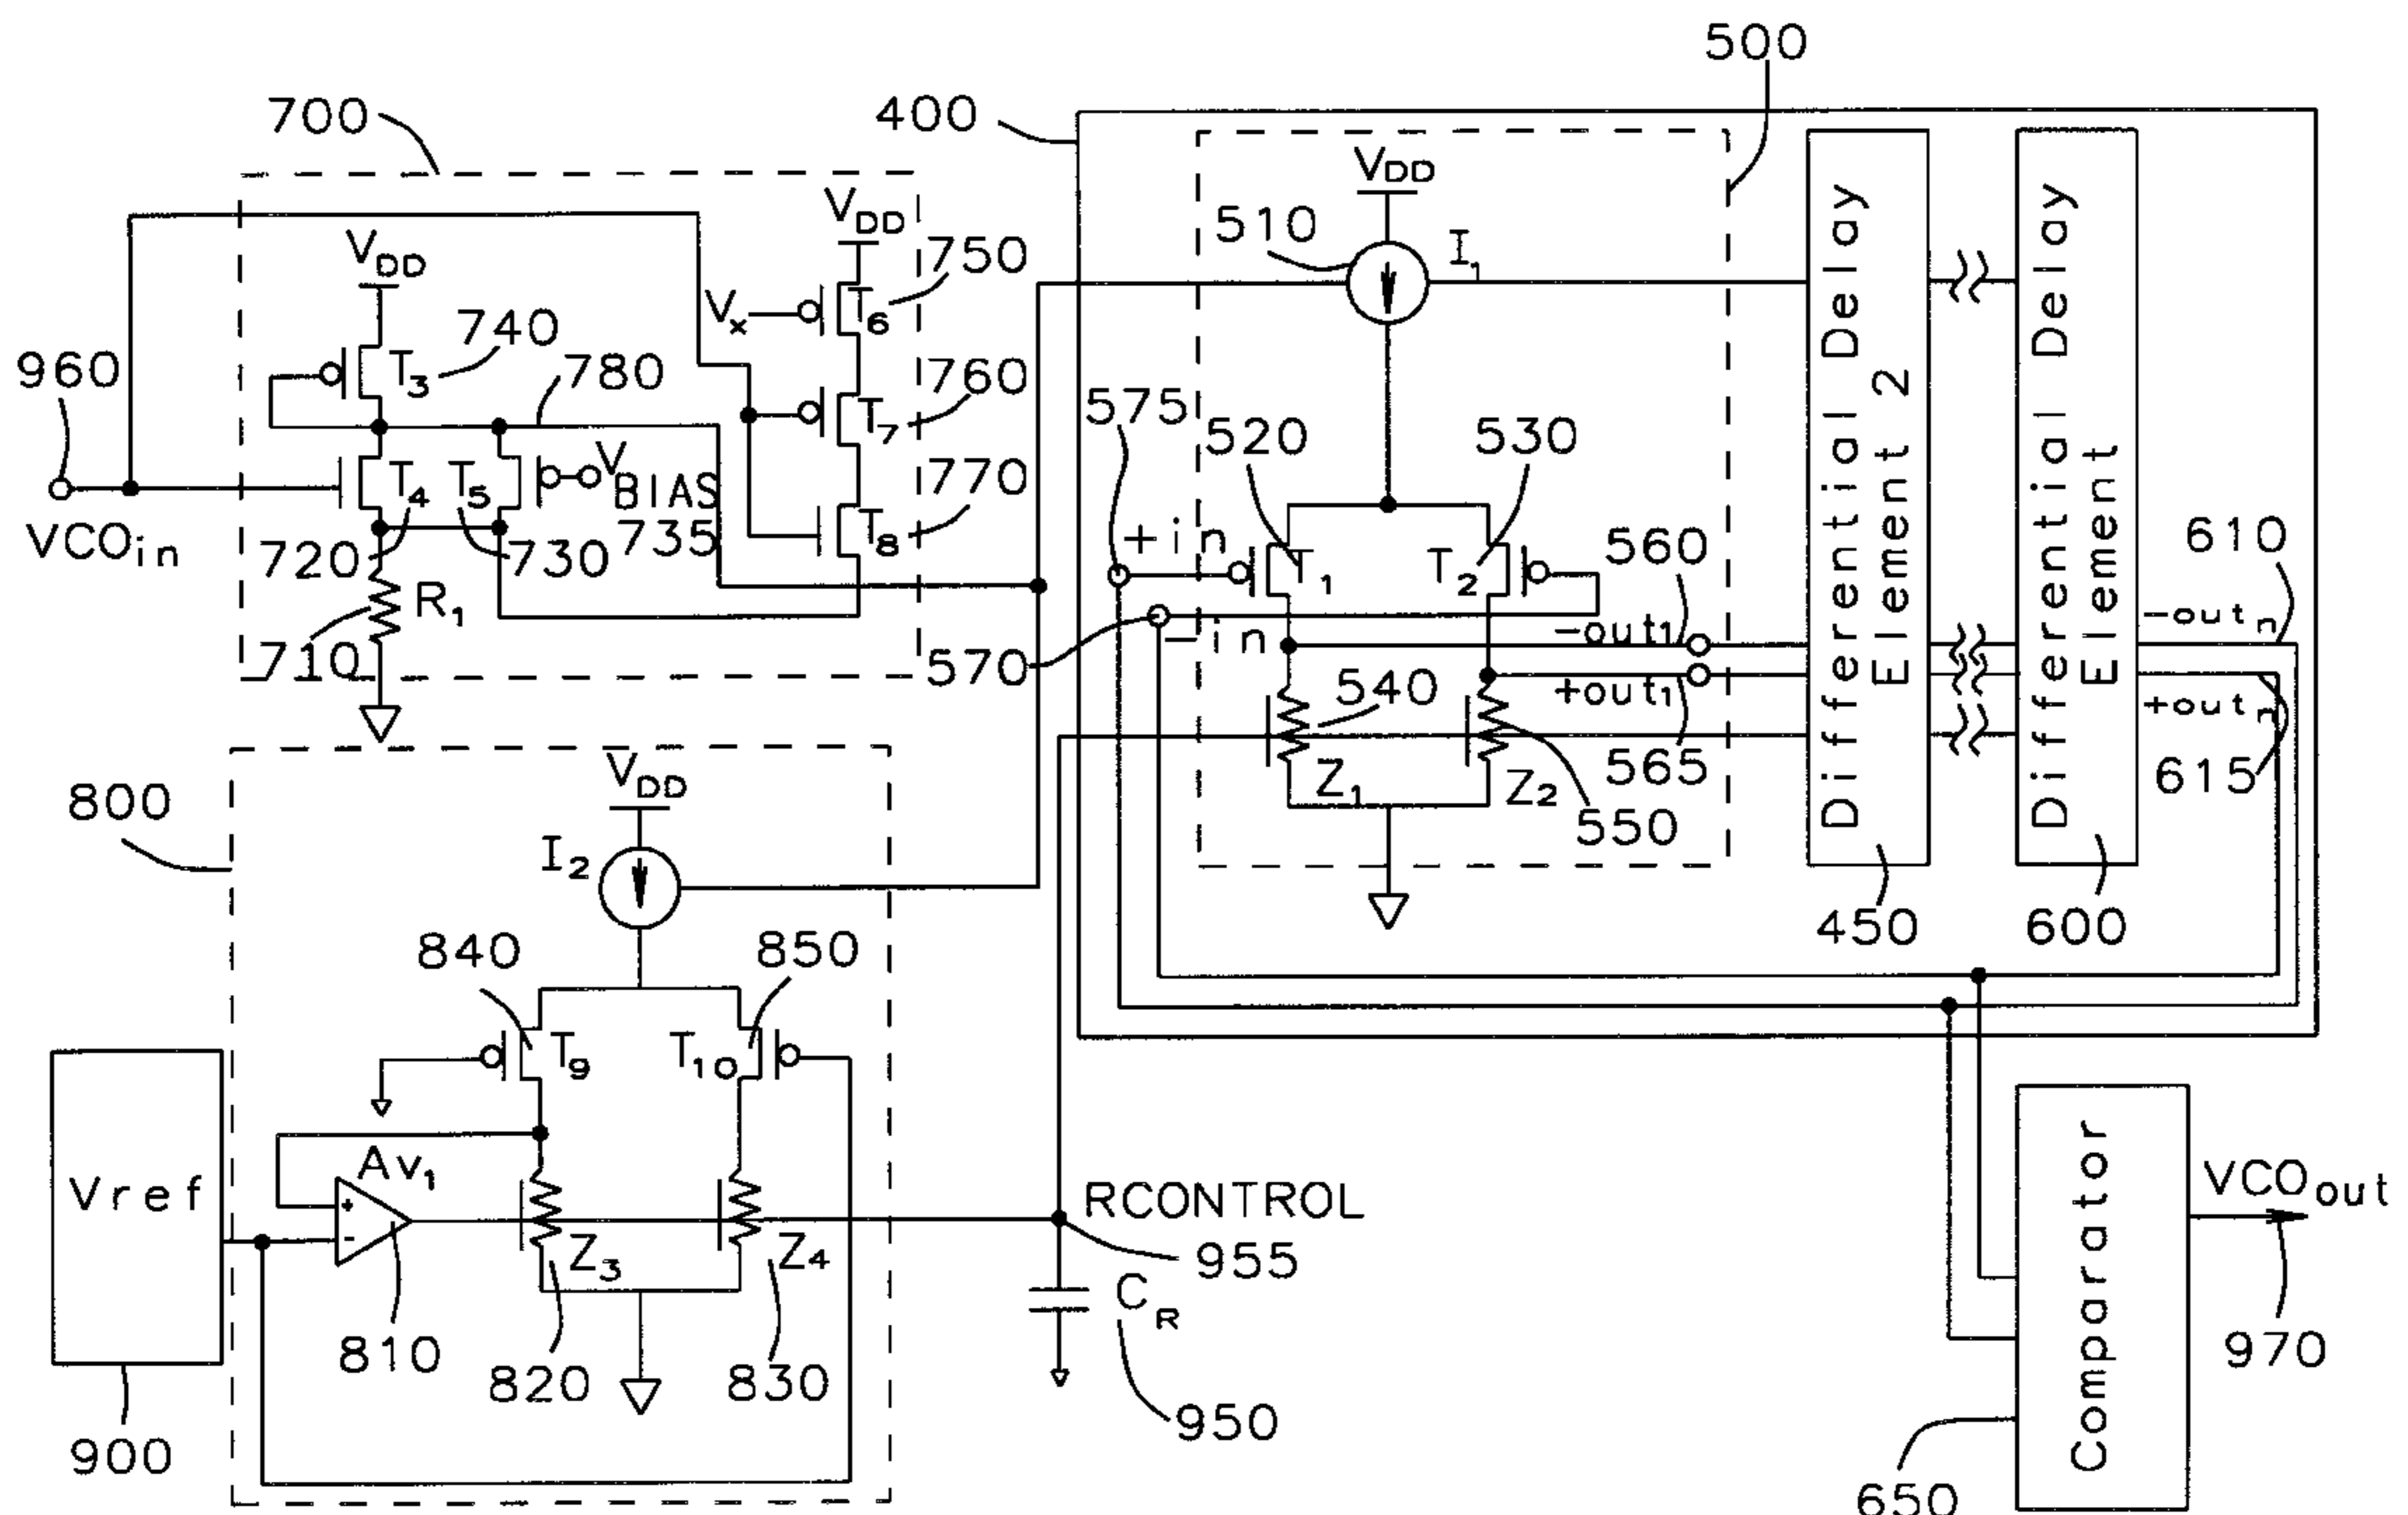 500
700
400
VDD
VDD
510
I1
750
VDD
Vx
T6
740
960
T3
780
760
T7
575
520
530
VBIAS
T4
T5
770
735
T8
VCOin
720
730
+in
T1
T2
560
610
R1
-in
-out1
-outn
710
570
540
+out1
+outn
565
615
Z1
Z2
550
Differential Delay
Element 2
Differential Delay
Element
450
600
800
VDD
I2
840
850
T9
T10
Vref
Av1
+
-
RCONTROL
955
Z3
Z4
CR
810
820
830
950
900
Comparator
VCOout
970
650